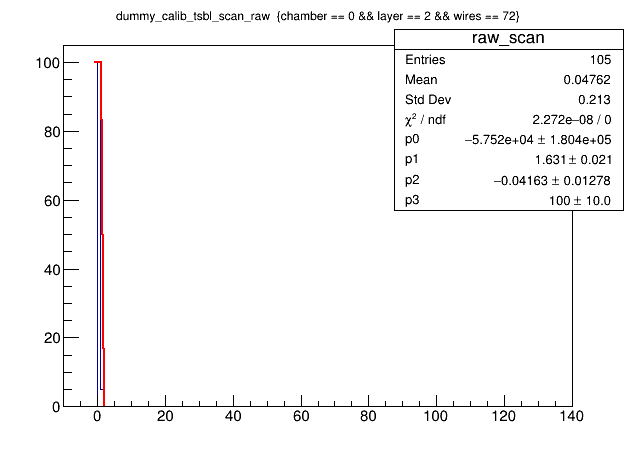 dummy_calib_tsbl_scan_raw {chamber == 0 && layer == 2 && wires == 72}
raw_scan
Entries 105
Mean 0.04762
Std Dev 0.213
χ² / ndf 2.272e−08 / 0
p0 −5.752e+04 ± 1.804e+05
p1 1.631 ± 0.021
p2 −0.04163 ± 0.01278
p3 100 ± 10.0
100
80
60
40
20
0
0 20 40 60 80 100 120 140